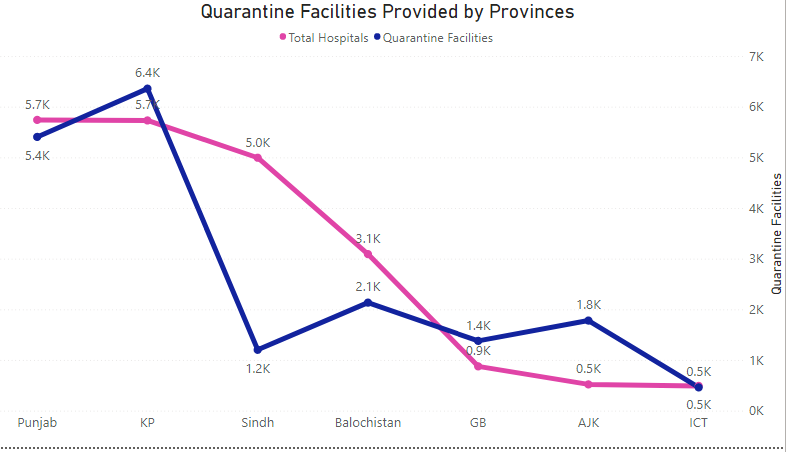 Quarantine Facilities Provided by Provinces
Total Hospitals Quarantine Facilities
7K
6.4K
5.7K
5.7K
6K
5.4K
5.0K
5K
4K
3.1K
3K
2.1K
1.8K
2K
1.4K
1.2K
0.9K
0.5K
0.5K
1K
0.5K
0K
Quarantine Facilities
Punjab KP Sindh Balochistan GB AJK ICT